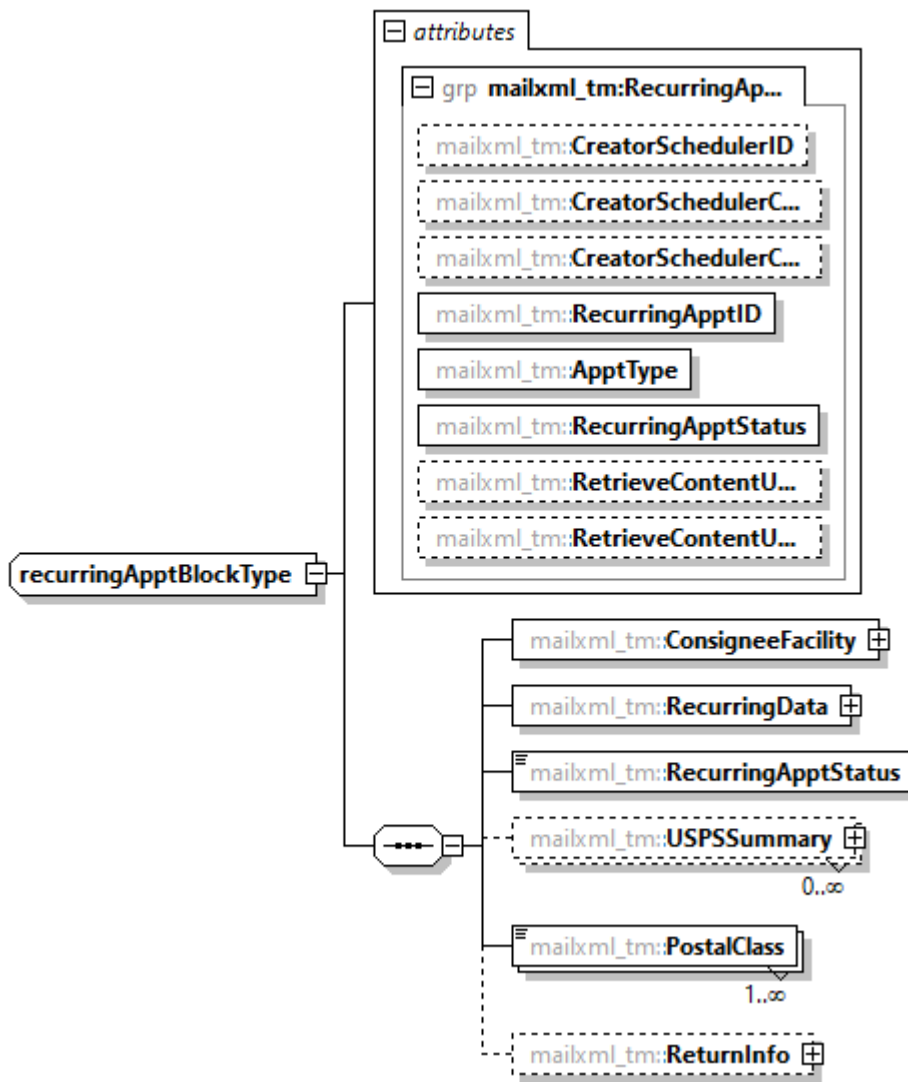 attributes
grp mailxml_tm:RecurringAp...
mailxml_tm::CreatorSchedulerID
mailxml_tm::CreatorSchedulerC...
mailxml_tm::CreatorSchedulerC...
mailxml_tm::RecurringApptID
mailxml_tm::ApptType
mailxml_tm::RecurringApptStatus
mailxml_tm::RetrieveContentU...
mailxml_tm::RetrieveContentU...
recurringApptBlockType
mailxml_tm::ConsigneeFacility
mailxml_tm::RecurringData
mailxml_tm::RecurringApptStatus
mailxml_tm::USPSSummary
0..∞
mailxml_tm::PostalClass
1..∞
mailxml_tm::ReturnInfo